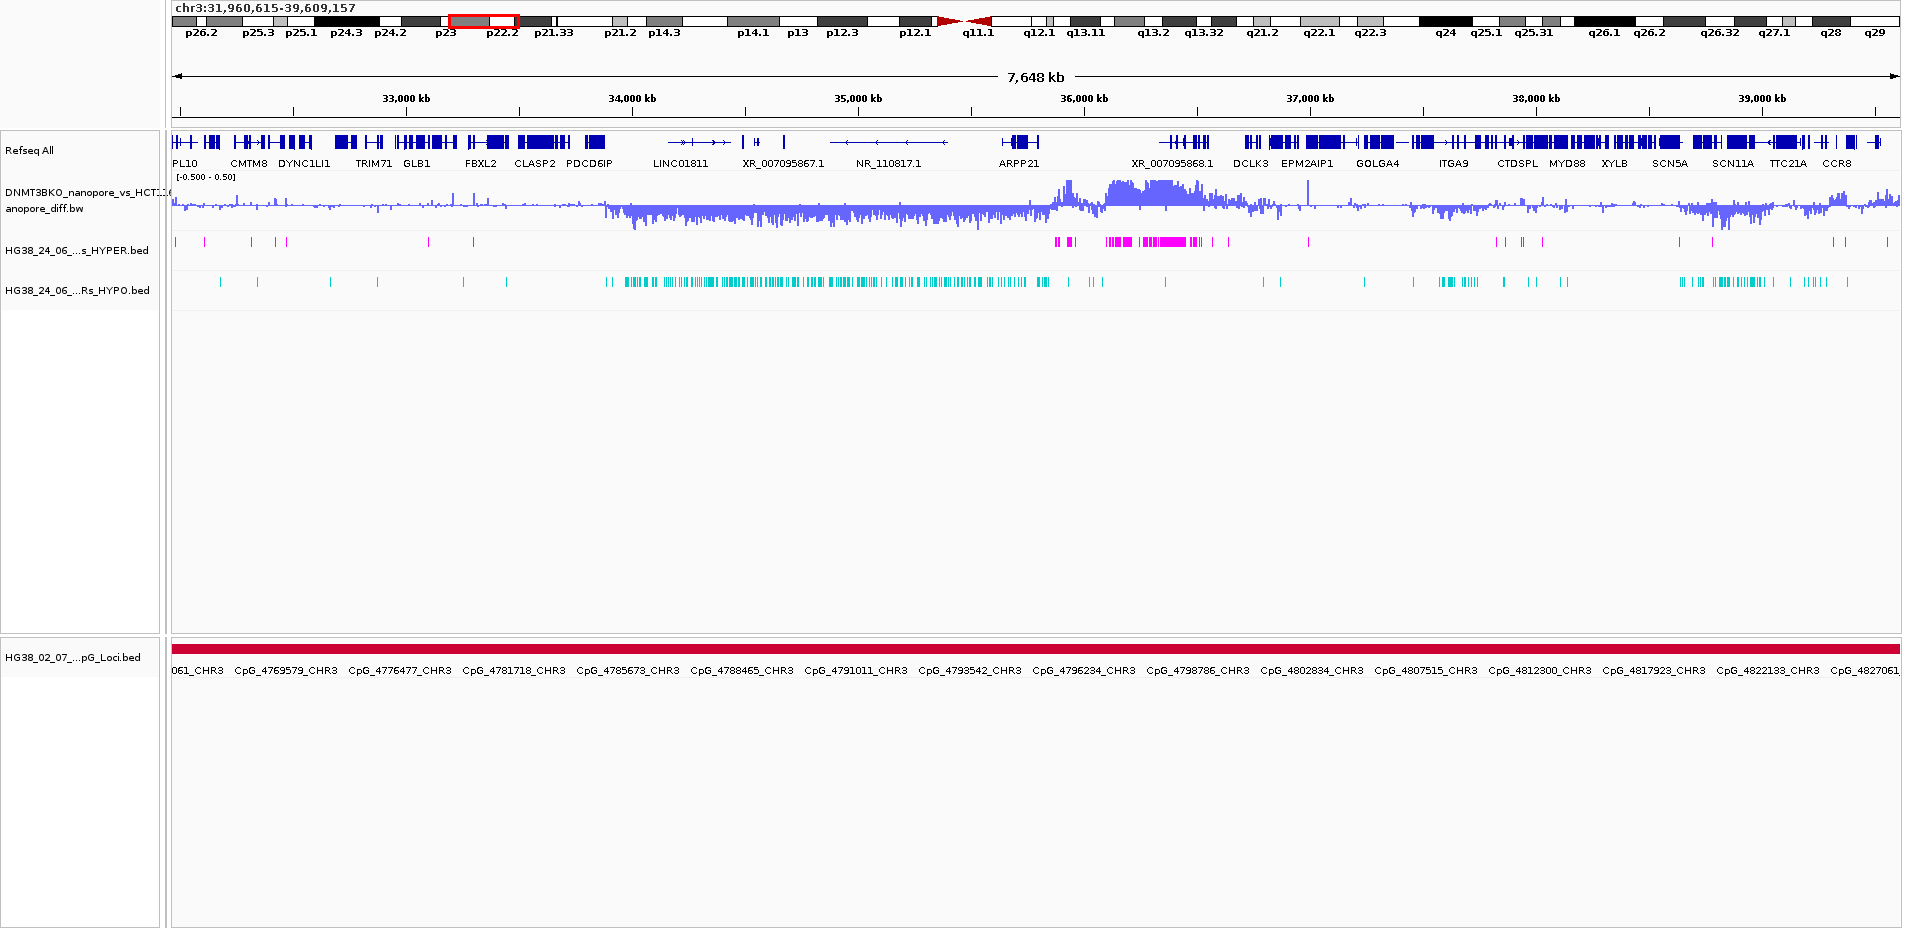 chr3:31,960,615-39,609,157
p26.2 p25.3 p25.1 p24.3 p24.2 p23 p22.2 p21.33 p21.2 p14.3 p14.1 p13 p12.3 p12.1 q11.1 q12.1 q13.11 q13.2 q13.32 q21.2 q22.1 q22.3 q24 q25.1 q25.31 q26.1 q26.2 q26.32 q27.1 q28 q29
7,648 kb
33,000 kb 34,000 kb 35,000 kb 36,000 kb 37,000 kb 38,000 kb 39,000 kb
Refseq All
PL10 CMTM8 DYNC1LI1 TRIM71 GLB1 FBXL2 CLASP2 PDCD6IP LINC01811 XR_007095867.1 NR_110817.1 ARPP21 XR_007095868.1 DCLK3 EPM2AIP1 GOLGA4 ITGA9 CTDSPL MYD88 XYLB SCN5A SCN11A TTC21A CCR8
[-0.500 - 0.50]
DNMT3BKO_nanopore_vs_HCT116
anopore_diff.bw
HG38_24_06_...s_HYPER.bed
HG38_24_06_...Rs_HYPO.bed
HG38_02_07_...pG_Loci.bed
061_CHR3 CpG_4769579_CHR3 CpG_4776477_CHR3 CpG_4781718_CHR3 CpG_4785673_CHR3 CpG_4788465_CHR3 CpG_4791011_CHR3 CpG_4793542_CHR3 CpG_4796234_CHR3 CpG_4798786_CHR3 CpG_4802834_CHR3 CpG_4807515_CHR3 CpG_4812300_CHR3 CpG_4817923_CHR3 CpG_4822133_CHR3 CpG_4827061_